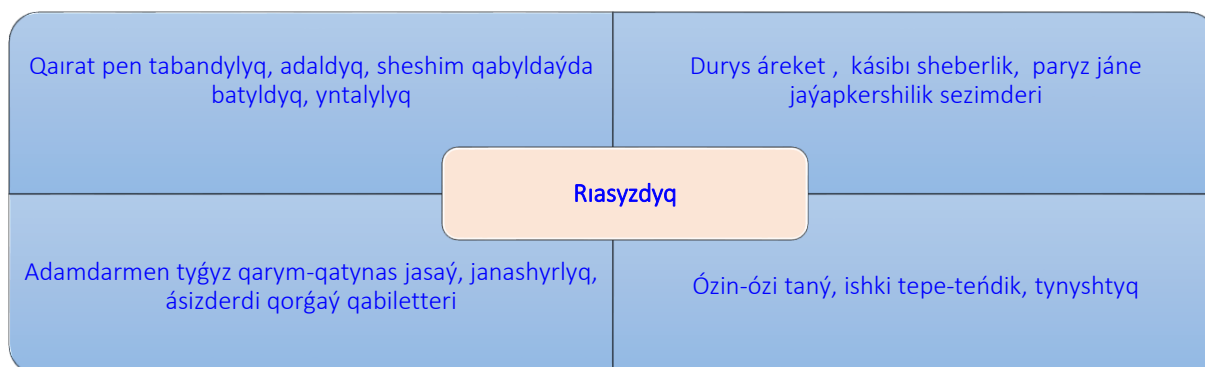 Qaırat pen tabandylyq, adaldyq, sheshim qabyldaýda
batyldyq, yntalylyq
Durys áreket , kásibı sheberlik, paryz jáne
jaýapkershilik sezimderi
Rıasyzdyq
Adamdarmen tyǵyz qarym-qatynas jasaý, janashyrlyq,
ásizderdi qorǵaý qabiletteri
Ózin-ózi taný, ishki tepe-teńdik, tynyshtyq